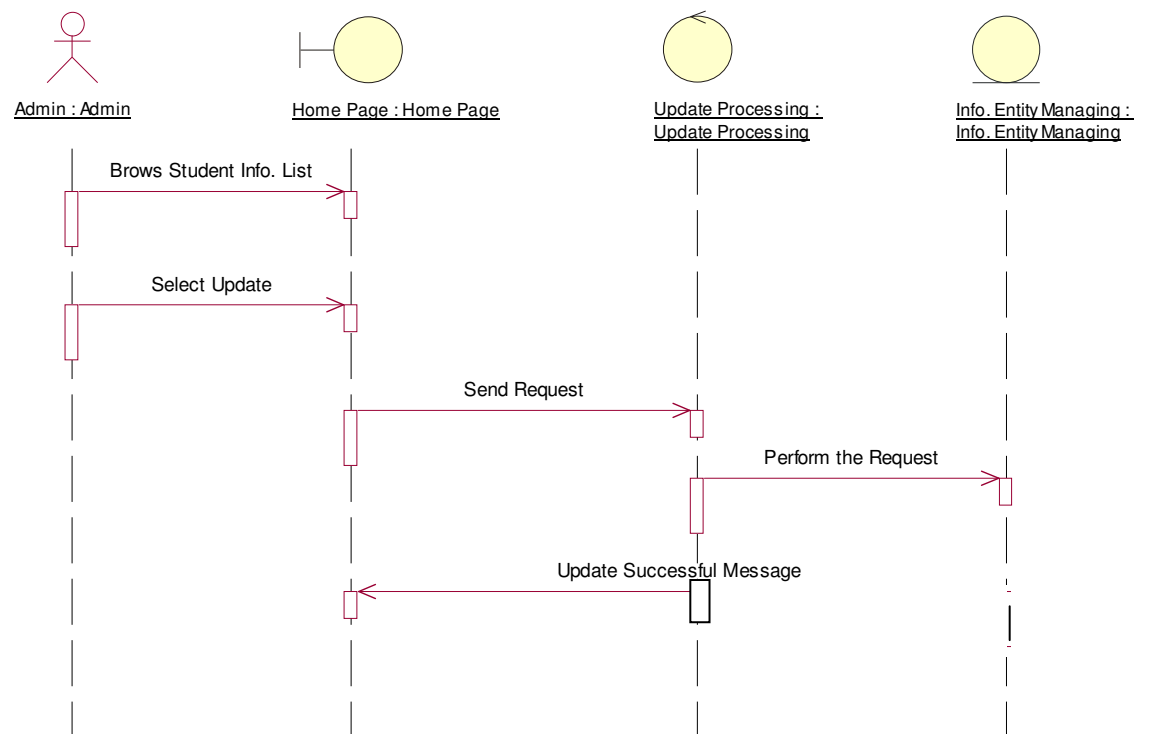 Admin : Admin
Home Page : Home Page
Update Processing :
Update Processing
Info. Entity Managing :
Info. Entity Managing
Brows Student Info. List
Select Update
Send Request
Perform the Request
Update Successful Message